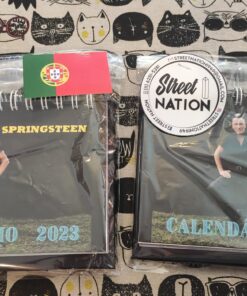 SPRINGSTEEN
IO 2023
Street
NATION
CALENDA